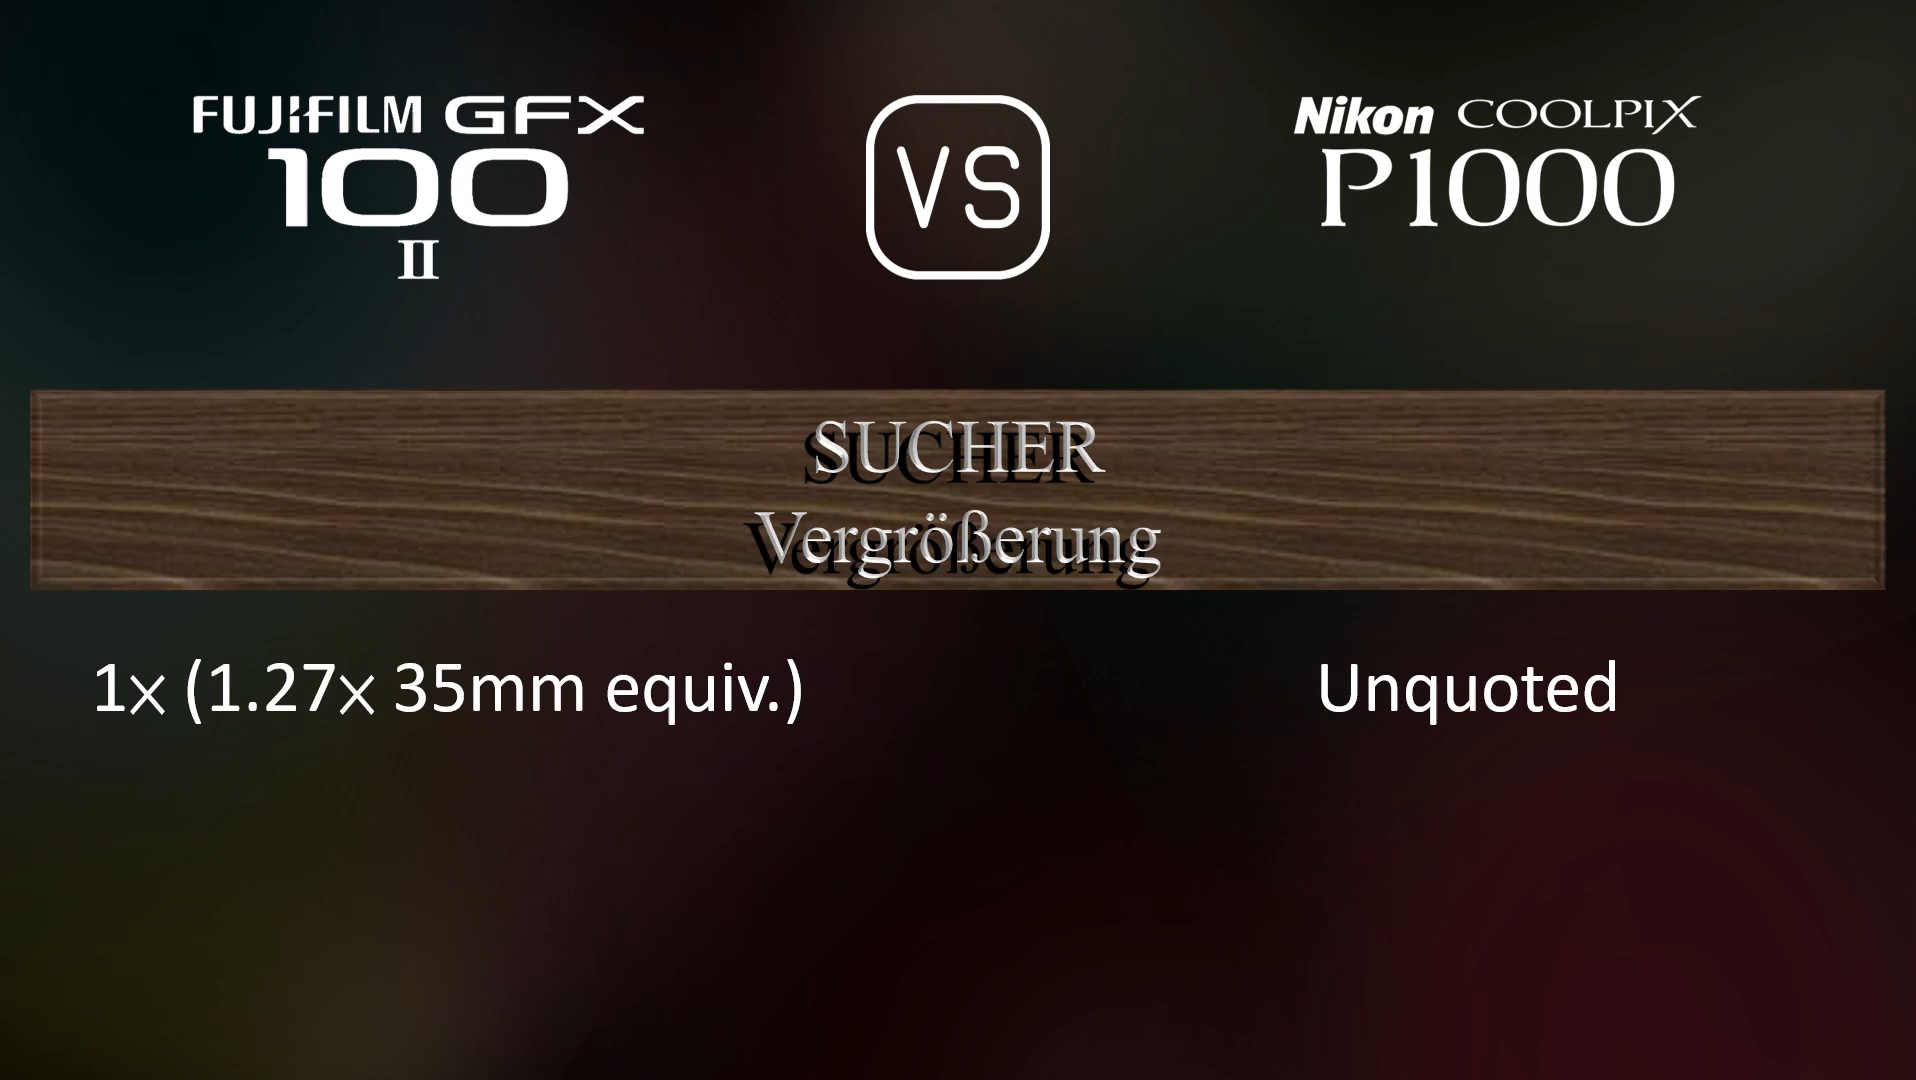 FUJIFILM GFX
100
II
VS
Nikon COOLPIX
P1000
SUCHER
Vergrößerung
1x (1.27x 35mm equiv.)
Unquoted